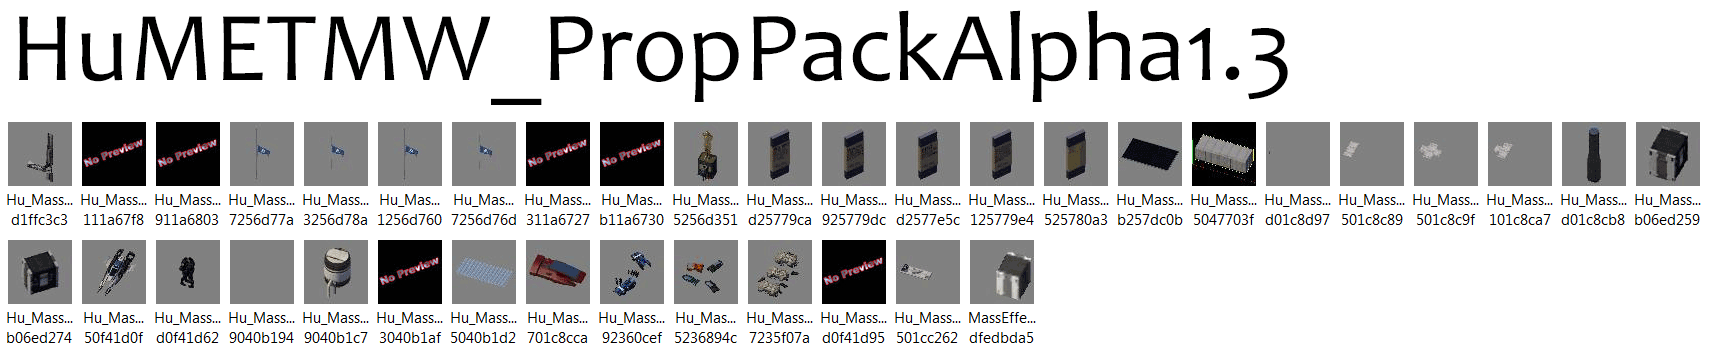 HuMETMW_PropPackAlpha1.3
No Preview No Preview No Preview No Preview
Hu_Mass... Hu_Mass... Hu_Mass... Hu_Mass... Hu_Mass... Hu_Mass... Hu_Mass... Hu_Mass... Hu_Mass... Hu_Mass... Hu_Mass... Hu_Mass... Hu_Mass... Hu_Mass... Hu_Mass... Hu_Mass... Hu_Mass... Hu_Mass... Hu_Mass... Hu_Mass... Hu_Mass... Hu_Mass... Hu_Mass...
d1ffc3c3 111a67f8 911a6803 7256d77a 3256d78a 1256d760 7256d76d 311a6727 b11a6730 5256d351 d25779ca 925779dc d2577e5c 125779e4 525780a3 b257dc0b 5047703f d01c8d97 501c8c89 501c8c9f 101c8ca7 d01c8cb8 b06ed259
No Preview No Preview
Hu_Mass... Hu_Mass... Hu_Mass... Hu_Mass... Hu_Mass... Hu_Mass... Hu_Mass... Hu_Mass... Hu_Mass... Hu_Mas... Hu_Mass... Hu_Mass... Hu_Mass... MassEffe...
b06ed274 50f41d0f d0f41d62 9040b194 9040b1c7 3040b1af 5040b1d2 701c8cca 92360cef 5236894c 7235f07a d0f41d95 501cc262 dfedbda5